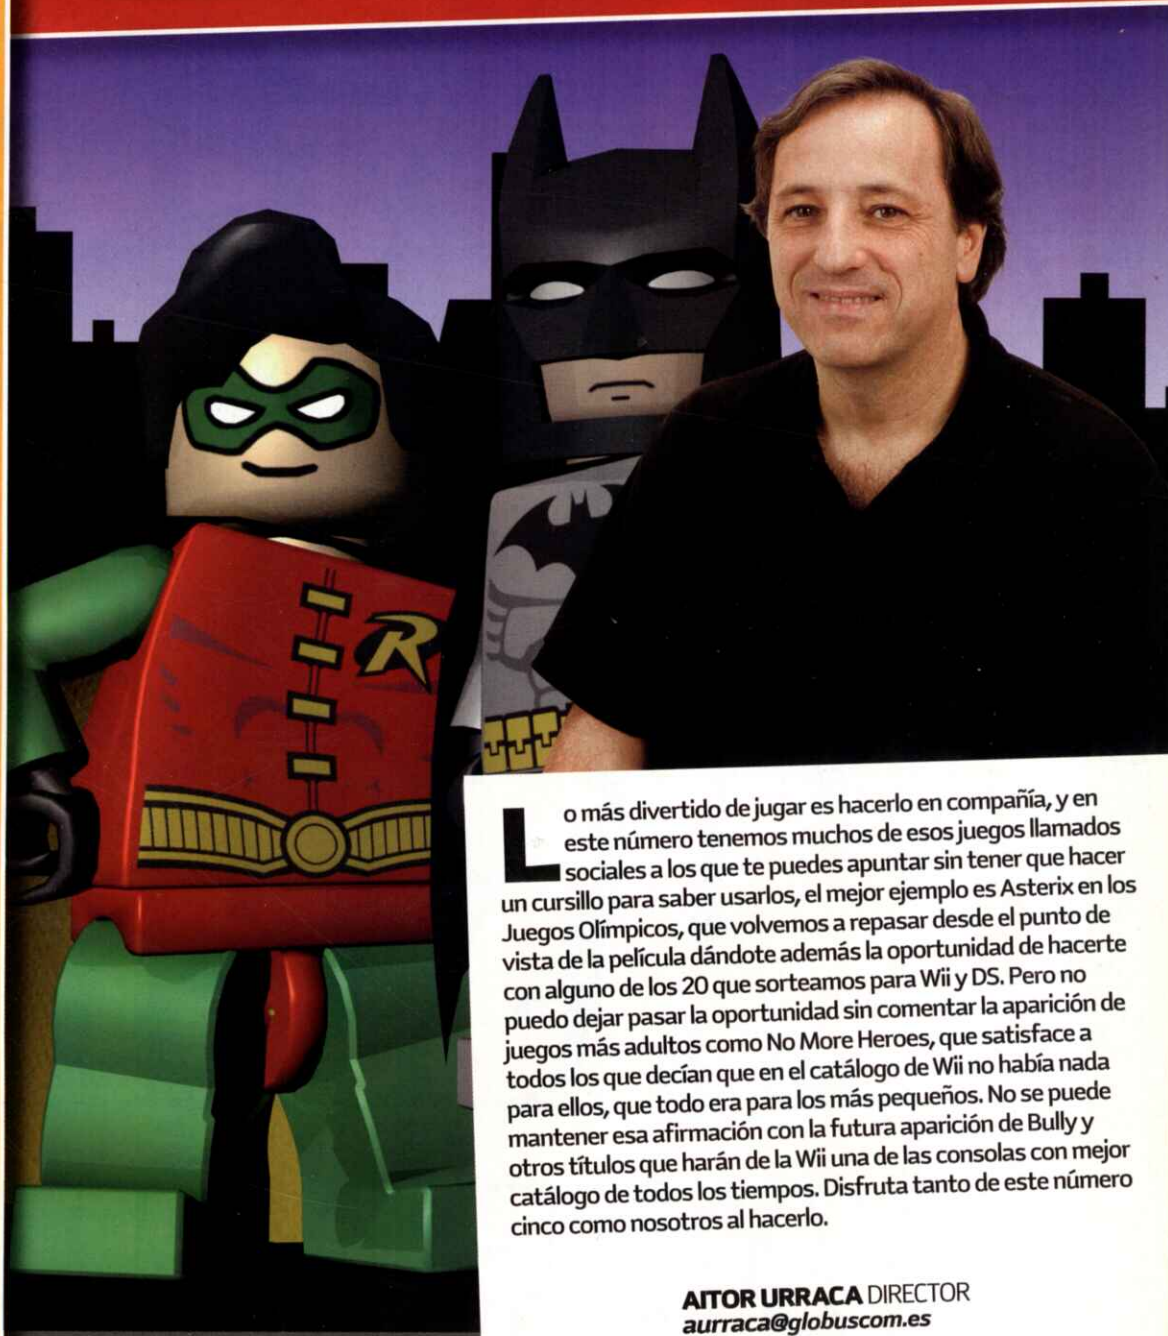 R
Lo más divertido de jugar es hacerlo en compañía, y en
este número tenemos muchos de esos juegos llamados
sociales a los que te puedes apuntar sin tener que hacer
un cursillo para saber usarlos, el mejor ejemplo es Asterix en los
Juegos Olímpicos, que volvemos a repasar desde el punto de
vista de la película dándote además la oportunidad de hacerte
con alguno de los 20 que sorteamos para Wii y DS. Pero no
puedo dejar pasar la oportunidad sin comentar la aparición de
juegos más adultos como No More Heroes, que satisface a
todos los que decían que en el catálogo de Wii no había nada
para ellos, que todo era para los más pequeños. No se puede
mantener esa afirmación con la futura aparición de Bully y
otros títulos que harán de la Wii una de las consolas con mejor
catálogo de todos los tiempos. Disfruta tanto de este número
cinco como nosotros al hacerlo.
AITOR URRACA DIRECTOR
aurraca@globuscom.es